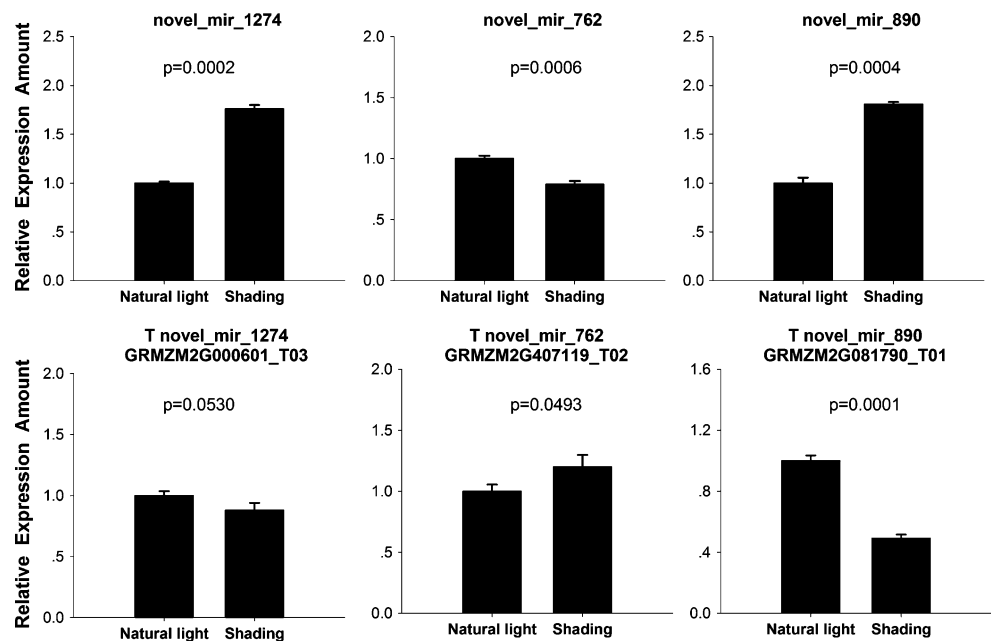 novel_mir_1274
Relative Expression Amount
2.5
2.0
1.5
1.0
.5
0.0
p=0.0002
Natural light Shading
novel_mir_762
2.0
1.5
1.0
.5
0.0
p=0.0006
Natural light Shading
novel_mir_890
2.5
2.0
1.5
1.0
.5
0.0
p=0.0004
Natural light Shading
T novel_mir_1274
GRMZM2G000601_T03
Relative Expression Amount
2.0
1.5
1.0
.5
0.0
p=0.0530
Natural light Shading
T novel_mir_762
GRMZM2G407119_T02
2.0
1.5
1.0
.5
0.0
p=0.0493
Natural light Shading
T novel_mir_890
GRMZM2G081790_T01
1.6
1.2
.8
.4
0.0
p=0.0001
Natural light Shading